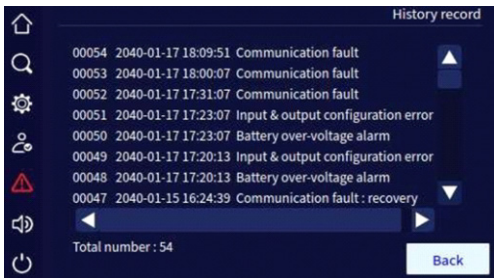 History record
00054 2040-01-17 18:09:51 Communication fault
00053 2040-01-17 18:00:07 Communication fault
00052 2040-01-17 17:31:07 Communication fault
00051 2040-01-17 17:23:07 Input & output configuration error
00050 2040-01-17 17:23:07 Battery over-voltage alarm
00049 2040-01-17 17:20:13 Input & output configuration error
00048 2040-01-17 17:20:13 Battery over-voltage alarm
00047 2040-01-15 16:24:39 Communication fault : recovery
Total number : 54
Back